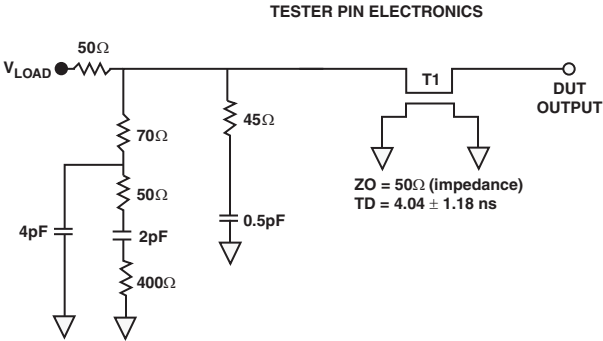 TESTER PIN ELECTRONICS
50Ω
VLOAD
T1
DUT
OUTPUT
70Ω
45Ω
50Ω
ZO = 50Ω (impedance)
TD = 4.04 ± 1.18 ns
4pF
2pF
0.5pF
400Ω